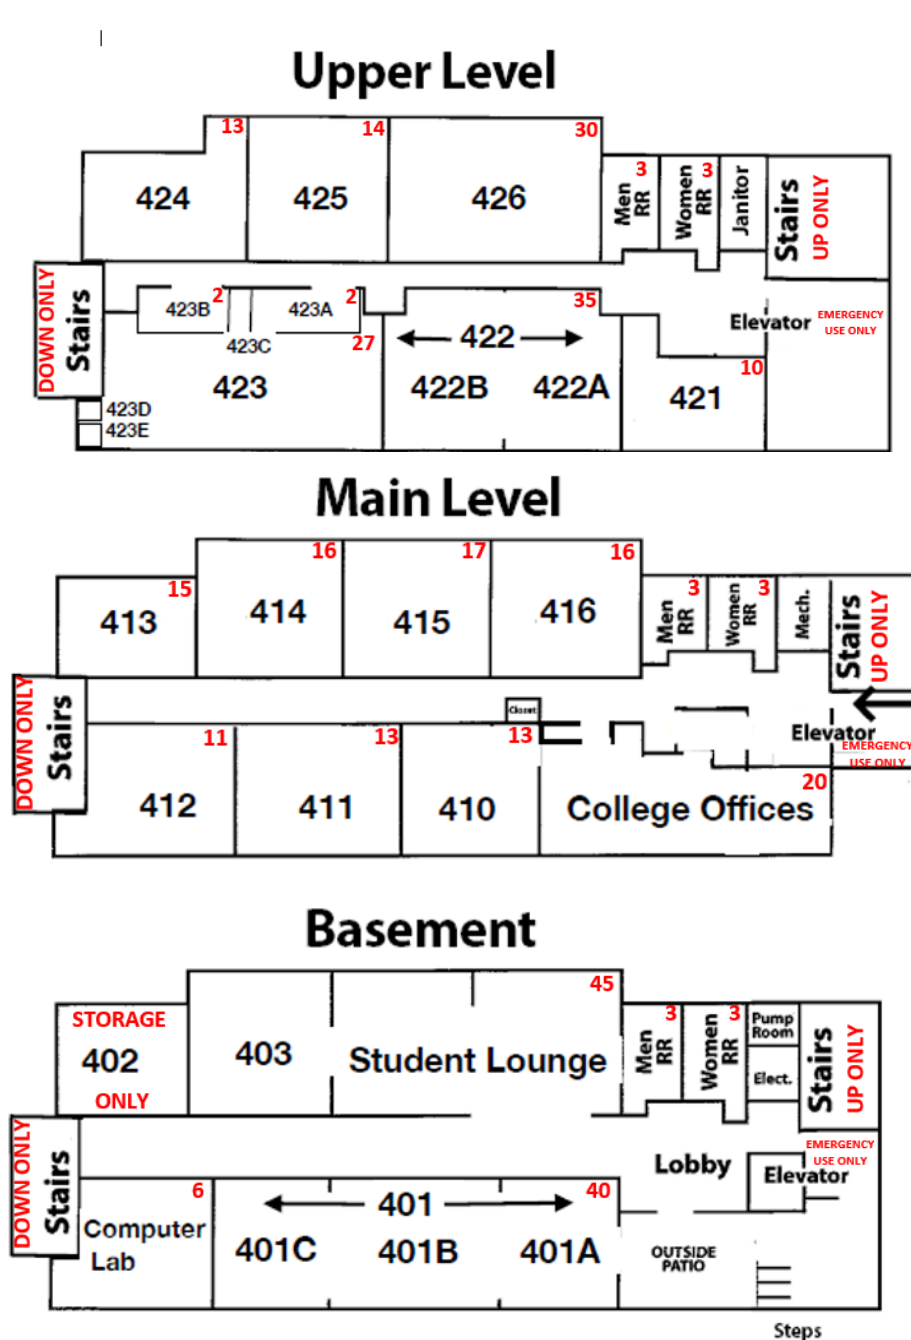 Upper Level
13
14
30
424
425
426
Men
RR
3
Women
RR
3
Janitor
Stairs
UP ONLY
DOWN ONLY
Stairs
423B
2
423A
2
423C
27
423
423D
423E
35
422
422B
422A
Elevator
EMERGENCY
USE ONLY
10
421
Main Level
15
16
17
16
413
414
415
416
Men
RR
3
Women
RR
3
Mech.
Stairs
UP ONLY
DOWN ONLY
Stairs
Closet
Elevator
EMERGENCY
USE ONLY
11
13
13
20
412
411
410
College Offices
Basement
STORAGE
402
ONLY
403
45
Student Lounge
Men
RR
3
Women
RR
3
Pump
Room
Elect.
Stairs
UP ONLY
DOWN ONLY
Stairs
Lobby
EMERGENCY
USE ONLY
Elevator
6
Computer
Lab
40
401
401C
401B
401A
OUTSIDE
PATIO
Steps